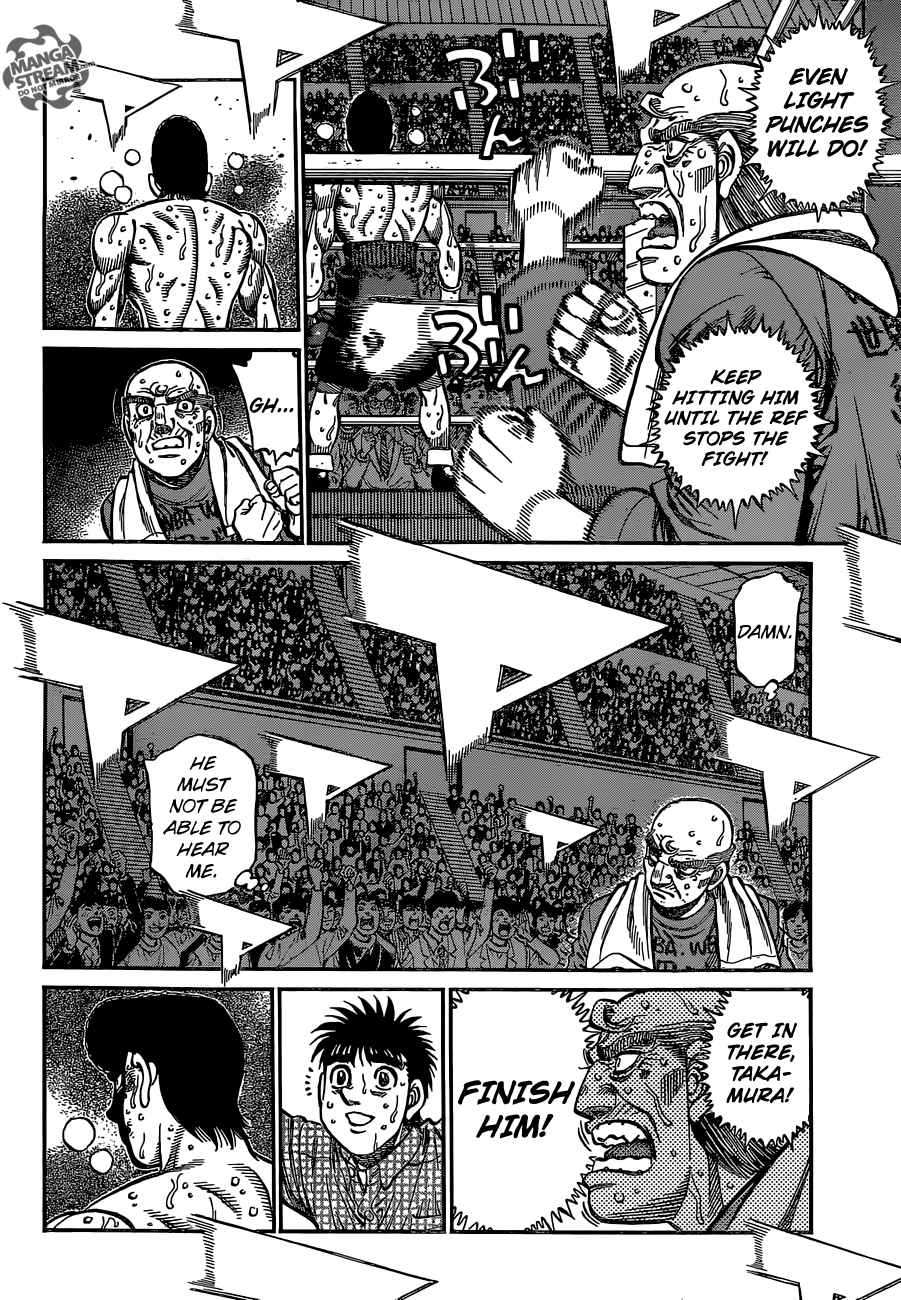 MANGA
STREAM.com
DO NOT MIRROR
EVEN
LIGHT
PUNCHES
WILL DO!
ぶん
ぶん
KEEP
HITTING HIM
UNTIL THE REF
STOPS THE
FIGHT!
GH...
DAMN.
HE
MUST
NOT BE
ABLE TO
HEAR
ME.
GET IN
THERE,
TAKA-
MURA!
FINISH
HIM!